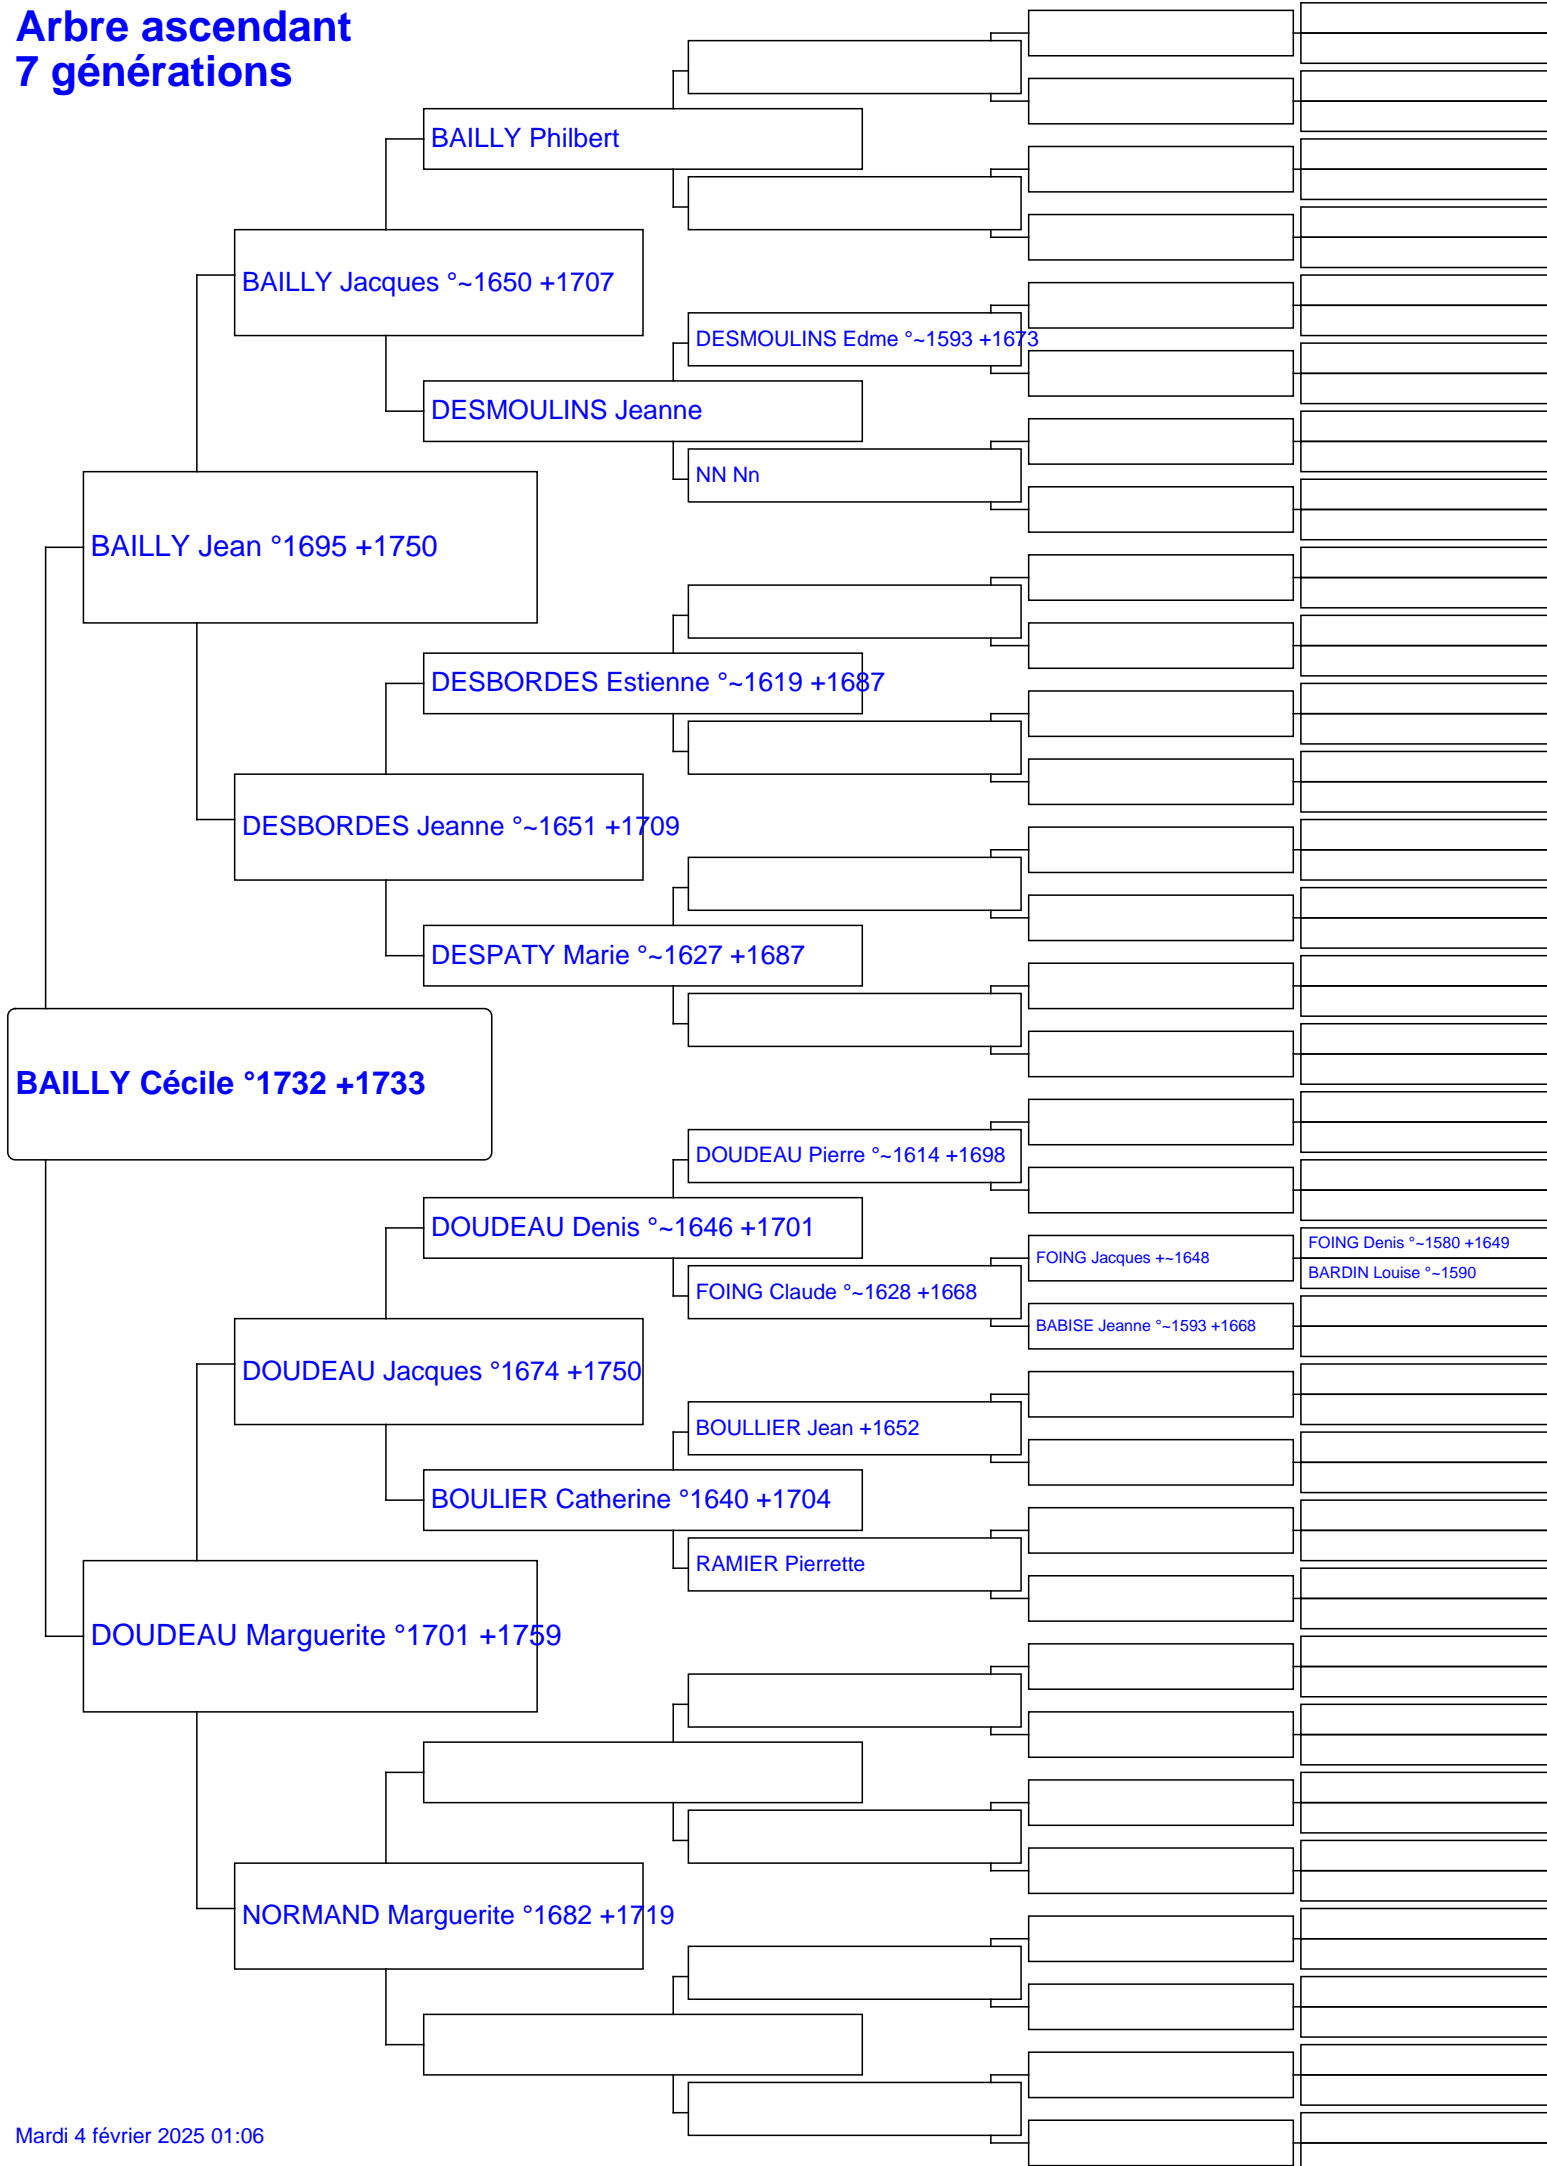 Arbre ascendant
7 générations
BAILLY Philbert
BAILLY Jacques °~1650 +1707
DESMOULINS Edme °~1593 +1673
DESMOULINS Jeanne
NN Nn
BAILLY Jean °1695 +1750
DESBORDES Estienne °~1619 +1687
DESBORDES Jeanne °~1651 +1709
DESPATY Marie °~1627 +1687
BAILLY Cécile °1732 +1733
DOUDEAU Pierre °~1614 +1698
DOUDEAU Denis °~1646 +1701
FOING Denis °~1580 +1649
FOING Jacques +~1648
BARDIN Louise °~1590
FOING Claude °~1628 +1668
BABISE Jeanne °~1593 +1668
DOUDEAU Jacques °1674 +1750
BOULLIER Jean +1652
BOULIER Catherine °1640 +1704
RAMIER Pierrette
DOUDEAU Marguerite °1701 +1759
NORMAND Marguerite °1682 +1719
Mardi 4 février 2025 01:06